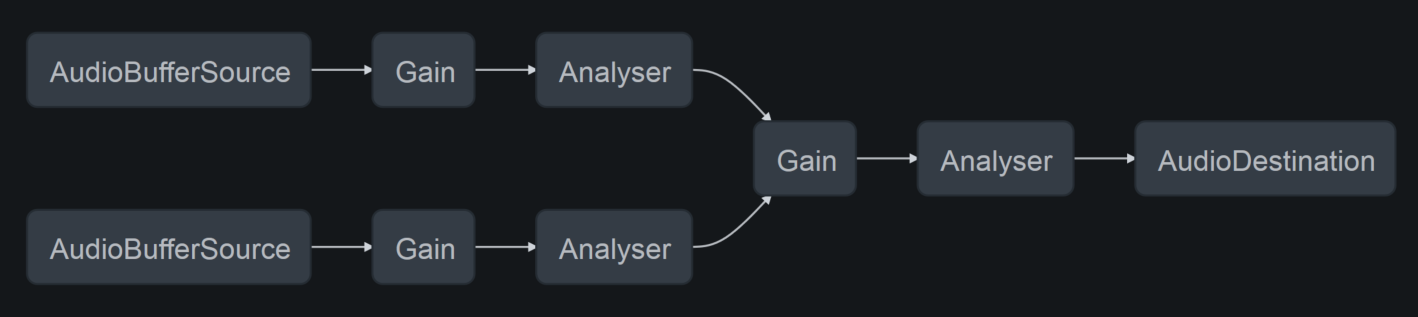 AudioBufferSource
Gain
Analyser
Gain
Analyser
AudioDestination
AudioBufferSource
Gain
Analyser